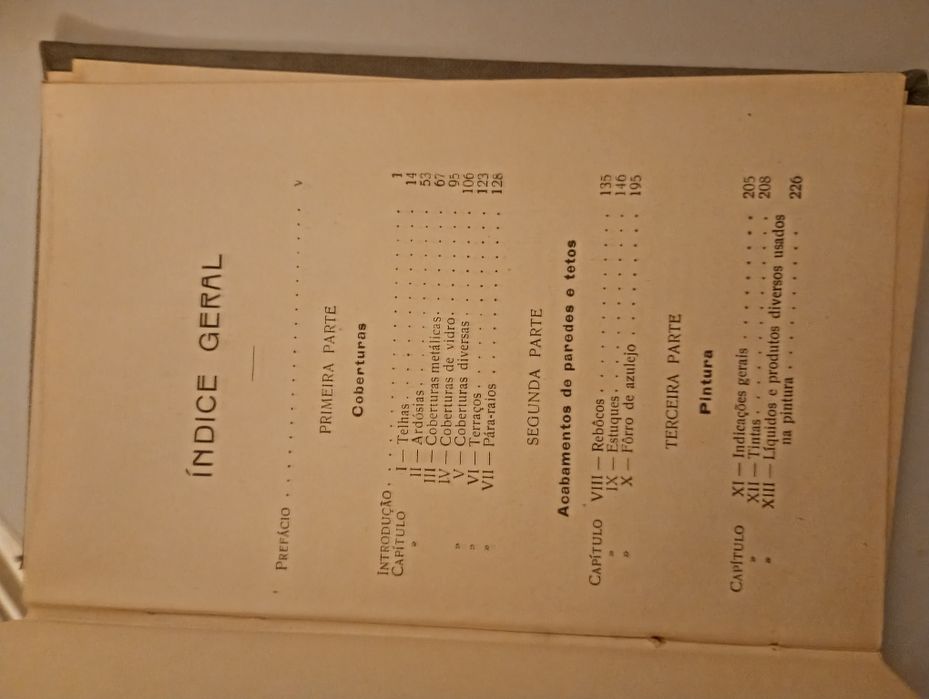 ÍNDICE GERAL
PREFÁCIO . . . . . . . . . . . . . . . . V
PRIMEIRA PARTE
Coberturas
INTRODUÇÃO . . . . . . . . . . . . . . . 1
CAPÍTULO I — Telhas . . . . . . . . . . . 14
» II — Ardósias . . . . . . . . . . . 53
III — Coberturas metálicas. . . . . . . 67
IV — Coberturas de vidro. . . . . . . 95
» V — Coberturas diversas . . . . . . . 106
» VI — Terraços . . . . . . . . . . . 123
» VII — Pára-raios . . . . . . . . . . 128
SEGUNDA PARTE
Acabamentos de paredes e tetos
CAPÍTULO VIII — Rebôcos . . . . . . . . . . 135
» IX — Estuques . . . . . . . . . . 146
» X — Fôrro de azulejo . . . . . . . . 195
TERCEIRA PARTE
Pintura
CAPÍTULO XI — Indicações gerais . . . . . . . . 205
» XII — Tintas . . . . . . . . . . . 208
» XIII — Líquidos e produtos diversos usados
na pintura . . . . . . . . . . 226